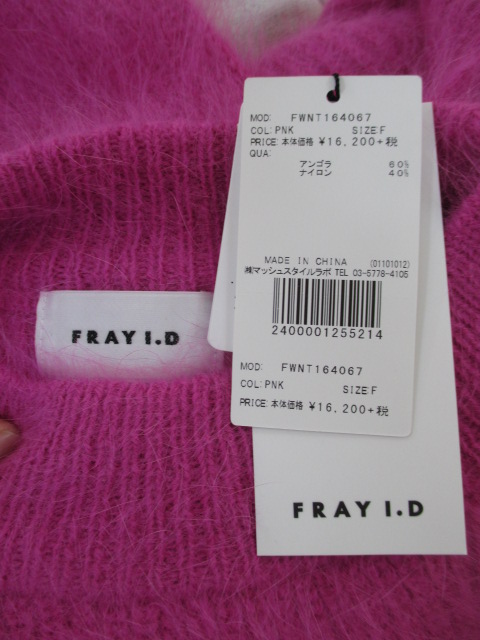 MOD: FWNT164067
COL: PNK SIZE:F
PRICE: 本体価格 ¥16,200+税
QUA:
アンゴラ 60%
ナイロン 40%
MADE IN CHINA (01101012)
㈱マッシュスタイルラボ TEL 03-5778-4105
2400001255214
MOD: FWNT164067
COL: PNK SIZE:F
PRICE: 本体価格 ¥16,200+税
FRAY I.D
FRAY I.D